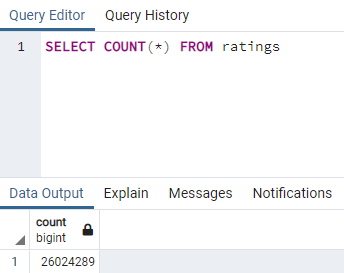 Query Editor Query History
1 SELECT COUNT(*) FROM ratings
Data Output Explain Messages Notifications
count
bigint
1 26024289